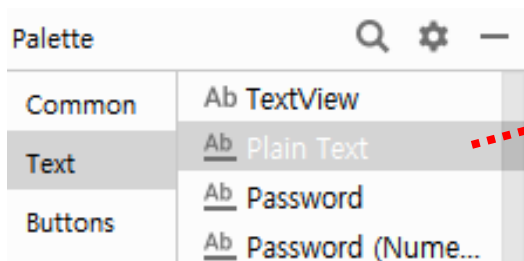 Palette
Common
Text
Buttons
Ab TextView
Ab Plain Text
Ab Password
Ab Password (Nume...